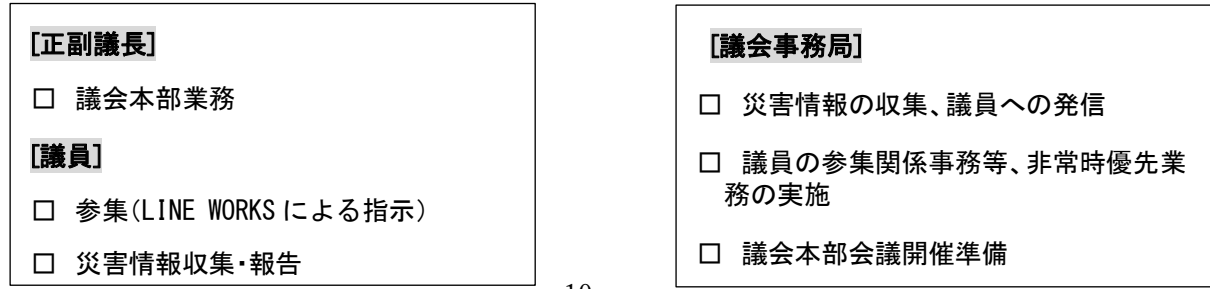 [正副議長]
□ 議会本部業務
[議員]
□ 参集(LINE WORKSによる指示)
□ 災害情報収集・報告
[議会事務局]
□ 災害情報の収集、議員への発信
□ 議員の参集関係事務等、非常時優先業
務の実施
□ 議会本部会議開催準備